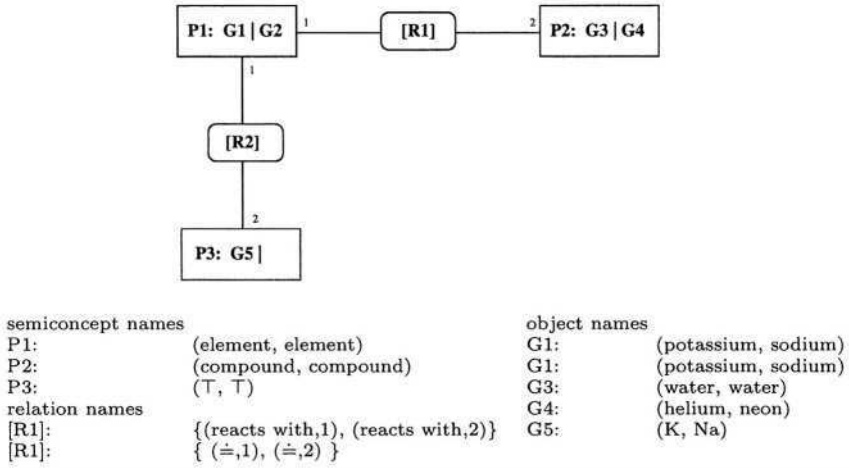 P1: G1 | G2
1
[R1]
2
P2: G3 | G4
1
[R2]
2
P3: G5 |
semiconcept names
P1: (element, element)
P2: (compound, compound)
P3: (⊤, ⊤)
relation names
[R1]: {(reacts with,1), (reacts with,2)}
[R1]: { (≐,1), (≐,2) }
object names
G1: (potassium, sodium)
G1: (potassium, sodium)
G3: (water, water)
G4: (helium, neon)
G5: (K, Na)